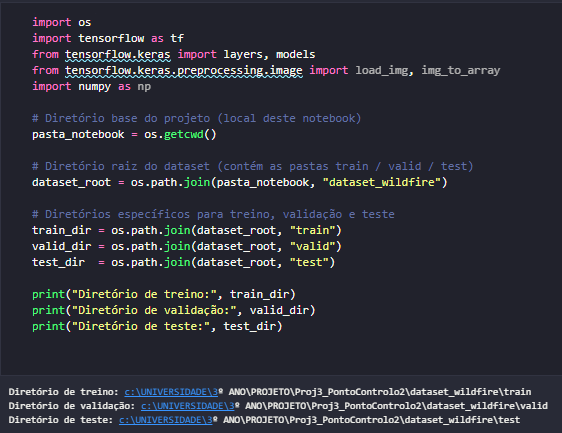 import os
import tensorflow as tf
from tensorflow.keras import layers, models
from tensorflow.keras.preprocessing.image import load_img, img_to_array
import numpy as np
# Diretório base do projeto (local deste notebook)
pasta_notebook = os.getcwd()
# Diretório raiz do dataset (contém as pastas train / valid / test)
dataset_root = os.path.join(pasta_notebook, "dataset_wildfire")
# Diretórios específicos para treino, validação e teste
train_dir = os.path.join(dataset_root, "train")
valid_dir = os.path.join(dataset_root, "valid")
test_dir  = os.path.join(dataset_root, "test")
print("Diretório de treino:", train_dir)
print("Diretório de validação:", valid_dir)
print("Diretório de teste:", test_dir)
Diretório de treino: c:\UNIVERSIDADE\3º ANO\PROJETO\Proj3_PontoControlo2\dataset_wildfire\train
Diretório de validação: c:\UNIVERSIDADE\3º ANO\PROJETO\Proj3_PontoControlo2\dataset_wildfire\valid
Diretório de teste: c:\UNIVERSIDADE\3º ANO\PROJETO\Proj3_PontoControlo2\dataset_wildfire\test